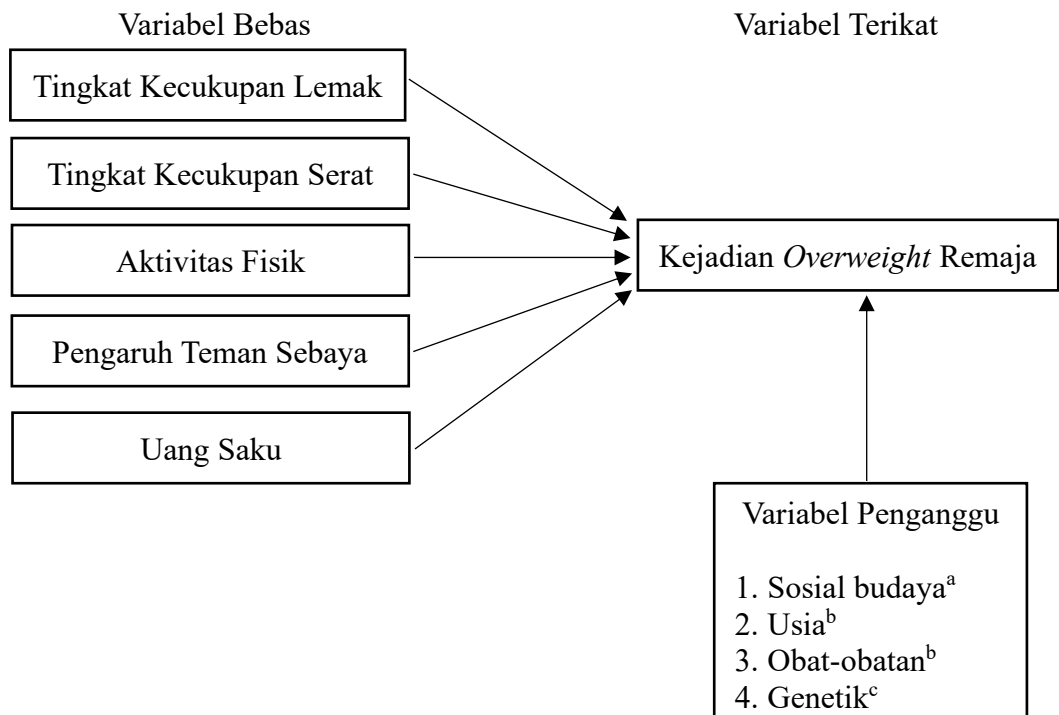 Variabel Bebas
Variabel Terikat
Tingkat Kecukupan Lemak
Tingkat Kecukupan Serat
Aktivitas Fisik
Kejadian Overweight Remaja
Pengaruh Teman Sebaya
Uang Saku
Variabel Penganggu
1. Sosial budayaᵃ
2. Usiaᵇ
3. Obat-obatanᵇ
4. Genetikᶜ